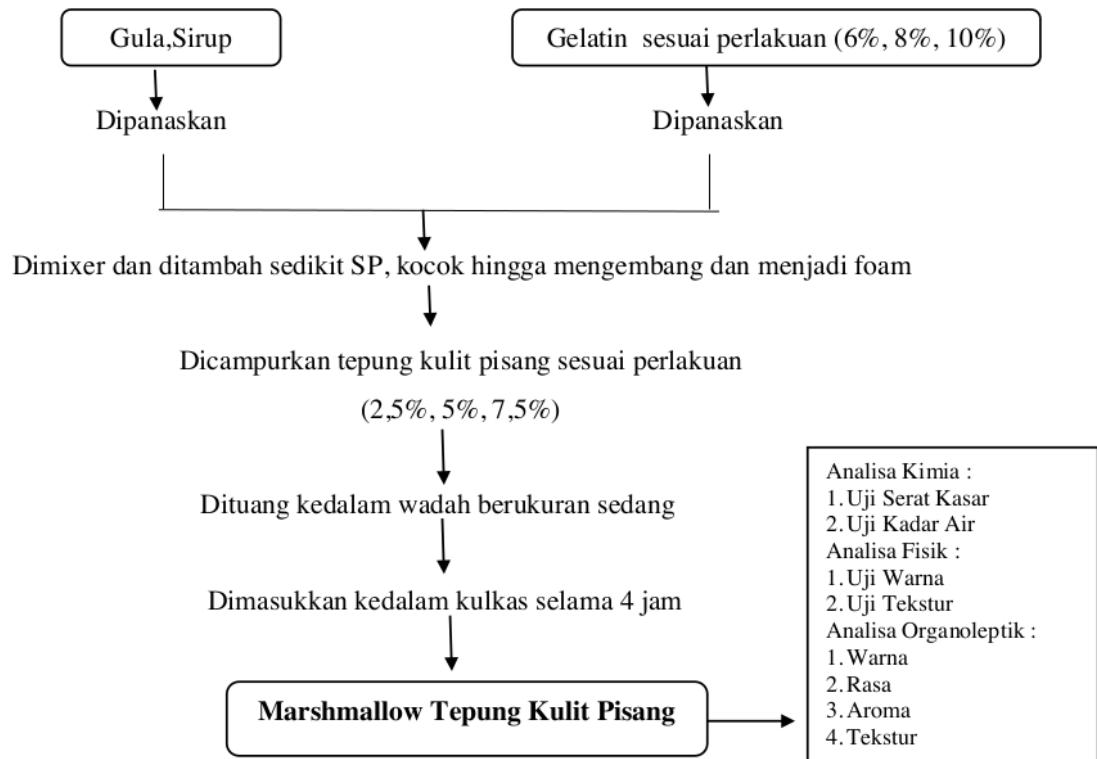 Gula,Sirup
Gelatin sesuai perlakuan (6%, 8%, 10%)
Dipanaskan
Dipanaskan
Dimixer dan ditambah sedikit SP, kocok hingga mengembang dan menjadi foam
Dicampurkan tepung kulit pisang sesuai perlakuan
(2,5%, 5%, 7,5%)
Dituang kedalam wadah berukuran sedang
Dimasukkan kedalam kulkas selama 4 jam
Marshmallow Tepung Kulit Pisang
Analisa Kimia :
1. Uji Serat Kasar
2. Uji Kadar Air
Analisa Fisik :
1. Uji Warna
2. Uji Tekstur
Analisa Organoleptik :
1. Warna
2. Rasa
3. Aroma
4. Tekstur